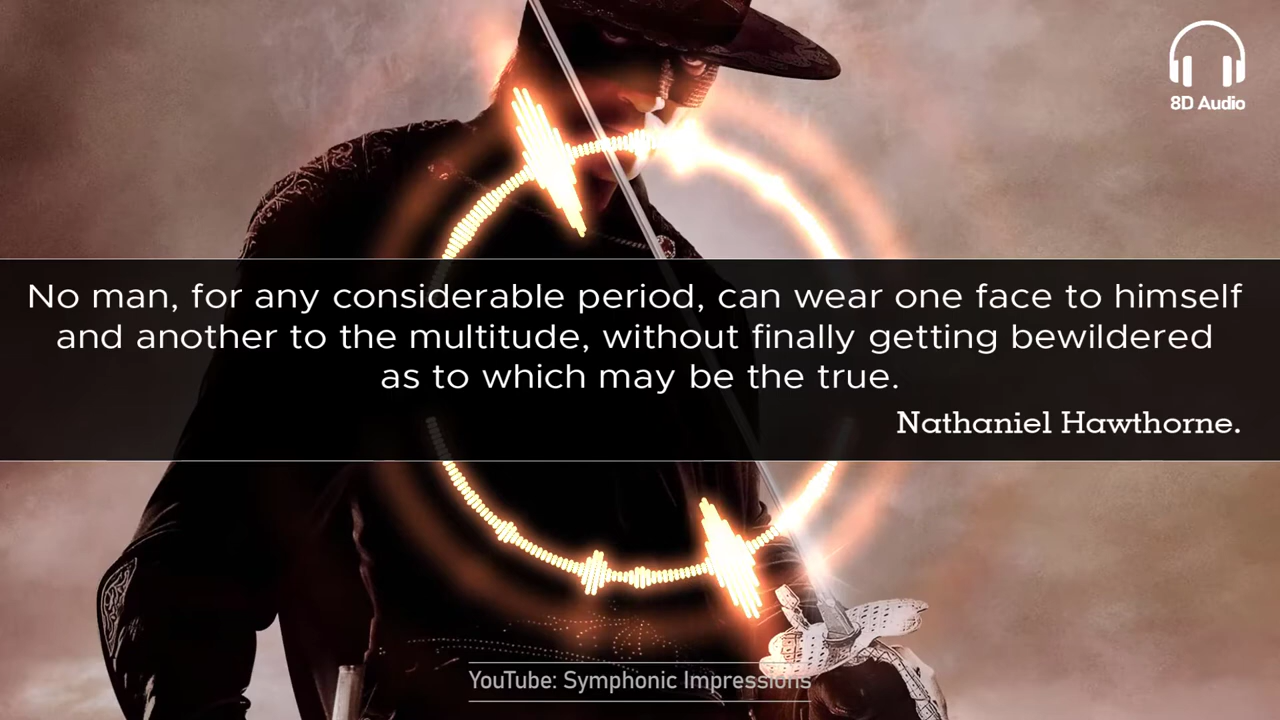 8D Audio
No man, for any considerable period, can wear one face to himself
and another to the multitude, without finally getting bewildered
as to which may be the true.
Nathaniel Hawthorne.
YouTube: Symphonic Impressions